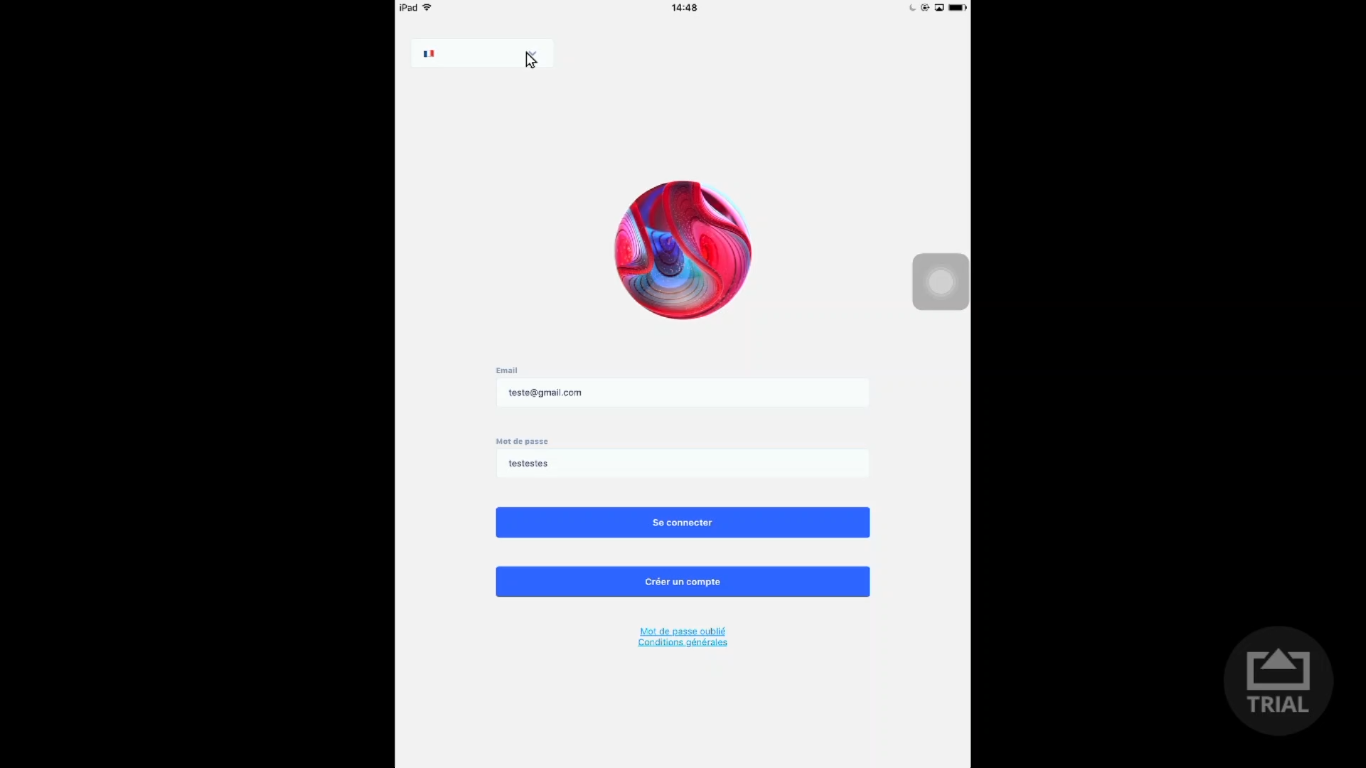 iPad
14:48
Email
teste@gmail.com
Mot de passe
testestes
Se connecter
Créer un compte
Mot de passe oublié
Conditions générales
TRIAL